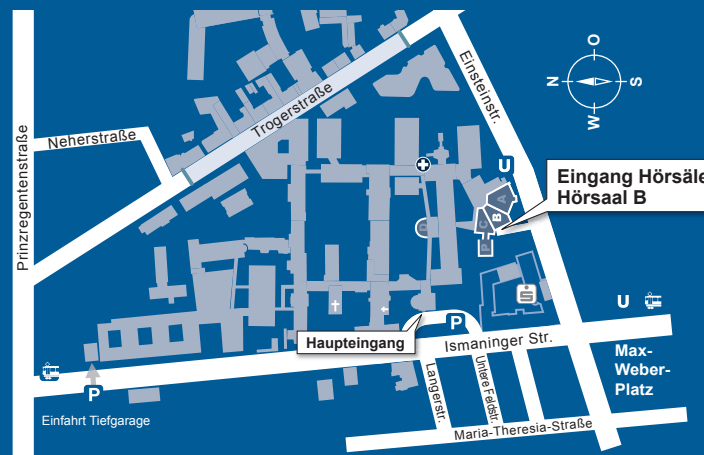 Prinzregentenstraße
Neherstraße
Trogerstraße
Einsteinstr.
O
N
S
W
U
Eingang Hörsäle
Hörsaal B
A
B
C
D
P
Haupteingang
P
Ismaninger Str.
U
Max-
Weber-
Platz
P
Einfahrt Tiefgarage
Langerstr.
Untere Feldstr.
Maria-Theresia-Straße